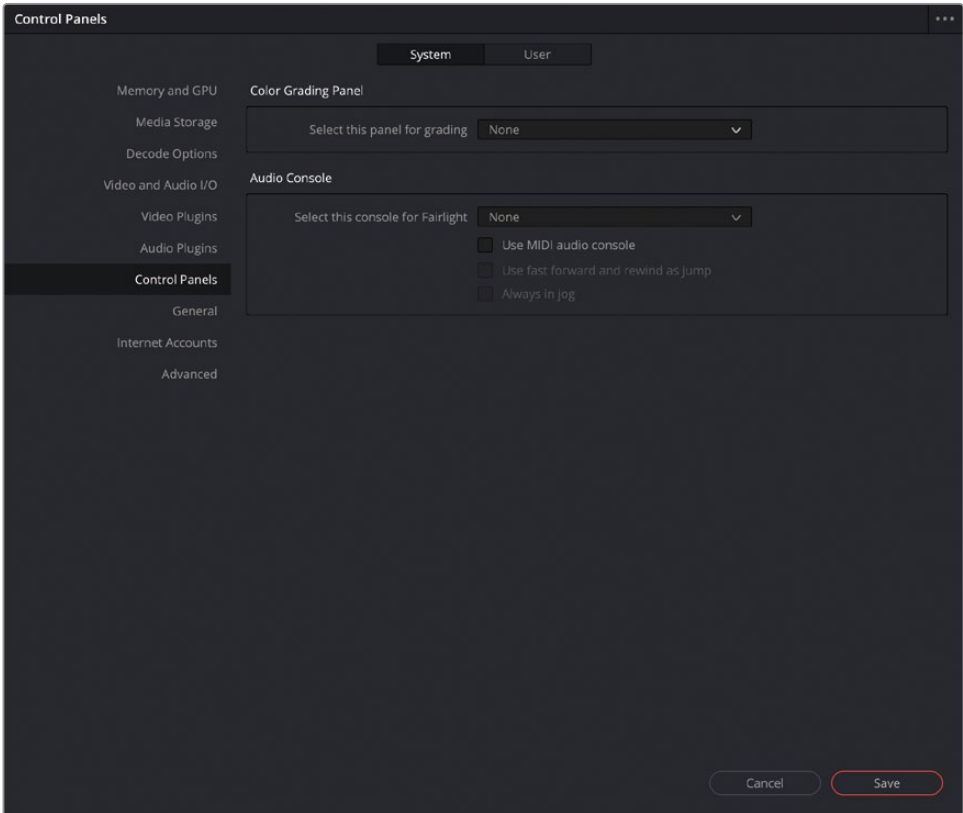 Control Panels
System User
Memory and GPU
Media Storage
Decode Options
Video and Audio I/O
Video Plugins
Audio Plugins
Control Panels
General
Internet Accounts
Advanced
Color Grading Panel
Select this panel for grading None
Audio Console
Select this console for Fairlight None
Use MIDI audio console
Use fast forward and rewind as jump
Always in jog
Cancel Save